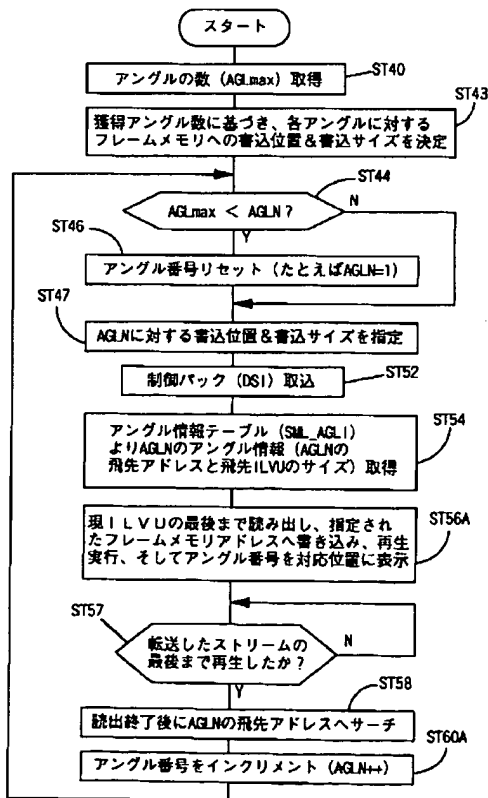 スタート
アングルの数 (AGLmax) 取得
ST40
獲得アングル数に基づき、各アングルに対する
フレームメモリへの書込位置&書込サイズを決定
ST43
AGLmax < AGLN?
ST44
N
Y
ST46
アングル番号リセット (たとえばAGLN=1)
ST47
AGLNに対する書込位置&書込サイズを指定
制御パック (DSI) 取込
ST52
アングル情報テーブル (SML_AGLI)
よりAGLNのアングル情報 (AGLNの
飛先アドレスと飛先ILVUのサイズ) 取得
ST54
現ILVUの最後まで読み出し、指定され
たフレームメモリアドレスへ書き込み、再生
実行、そしてアングル番号を対応位置に表示
ST56A
ST57
転送したストリームの
最後まで再生したか?
N
Y
ST58
読出終了後にAGLNの飛先アドレスへサーチ
ST60A
アングル番号をインクリメント (AGLN++)